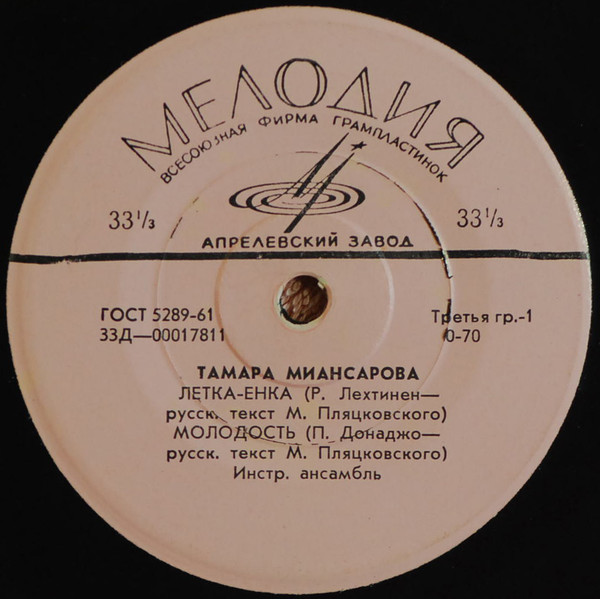 МЕЛОДИЯ
ВСЕСОЮЗНАЯ ФИРМА ГРАМПЛАСТИНОК
33⅓ 33⅓
АПРЕЛЕВСКИЙ ЗАВОД
ГОСТ 5289-61 Третья гр.-1
33Д—00017811 0-70
ТАМАРА МИАНСАРОВА
ЛЕТКА-ЕНКА (Р. Лехтинен—
русск. текст М. Пляцковского)
МОЛОДОСТЬ (П. Донаджо—
русск. текст М. Пляцковского)
Инстр. ансамбль